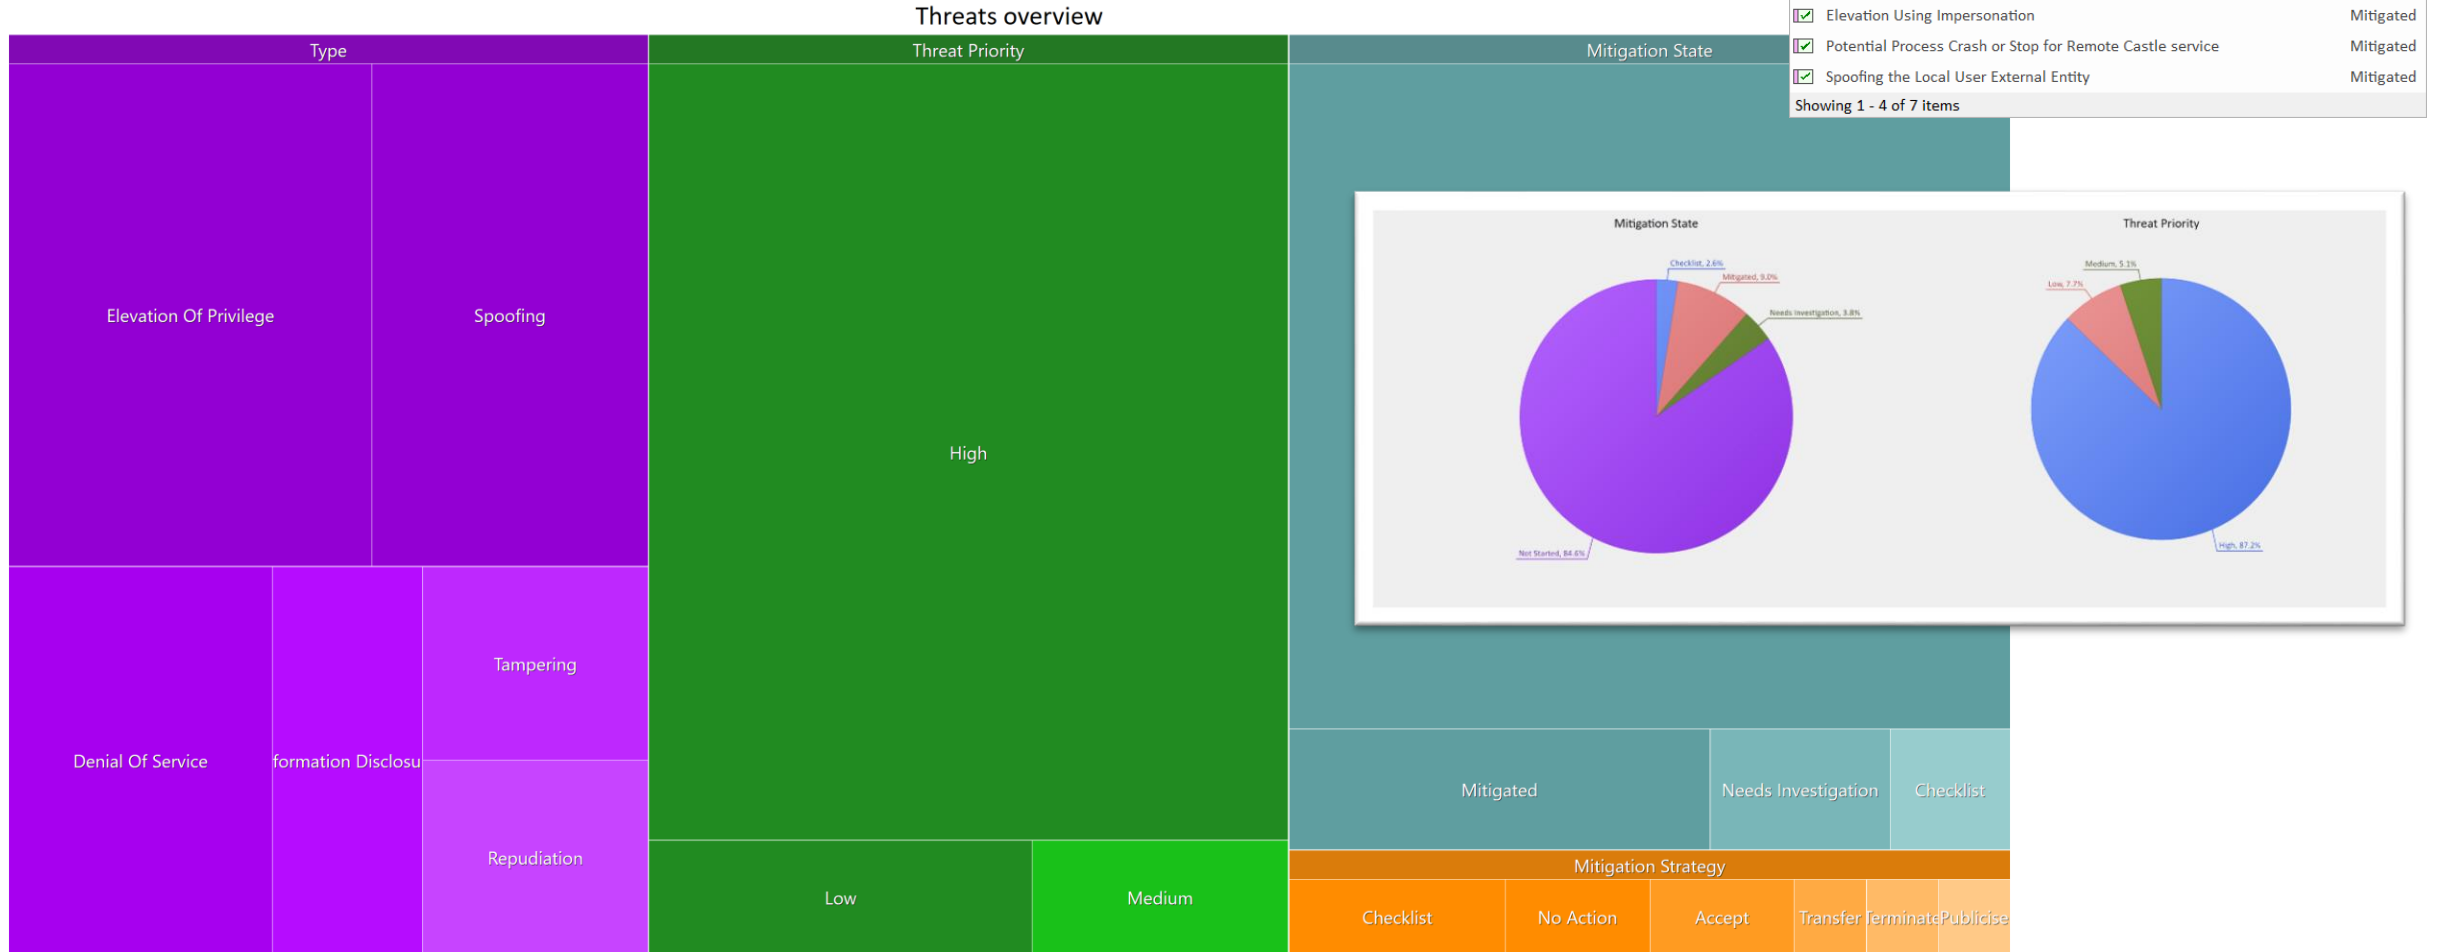 Threats overview
Type
Threat Priority
Mitigation State
Elevation Using Impersonation Mitigated
Potential Process Crash or Stop for Remote Castle service Mitigated
Spoofing the Local User External Entity Mitigated
Showing 1 - 4 of 7 items
Elevation Of Privilege
Spoofing
Denial Of Service
formation Disclosu
Tampering
Repudiation
High
Low
Medium
Mitigation State
Checklist, 2.6%
Mitigated, 9.0%
Needs Investigation, 3.8%
Not Started, 84.6%
Threat Priority
Medium, 5.1%
Low, 7.7%
High, 87.2%
Mitigated
Needs Investigation
Checklist
Mitigation Strategy
Checklist
No Action
Accept
Transfer
Terminate
Publicise